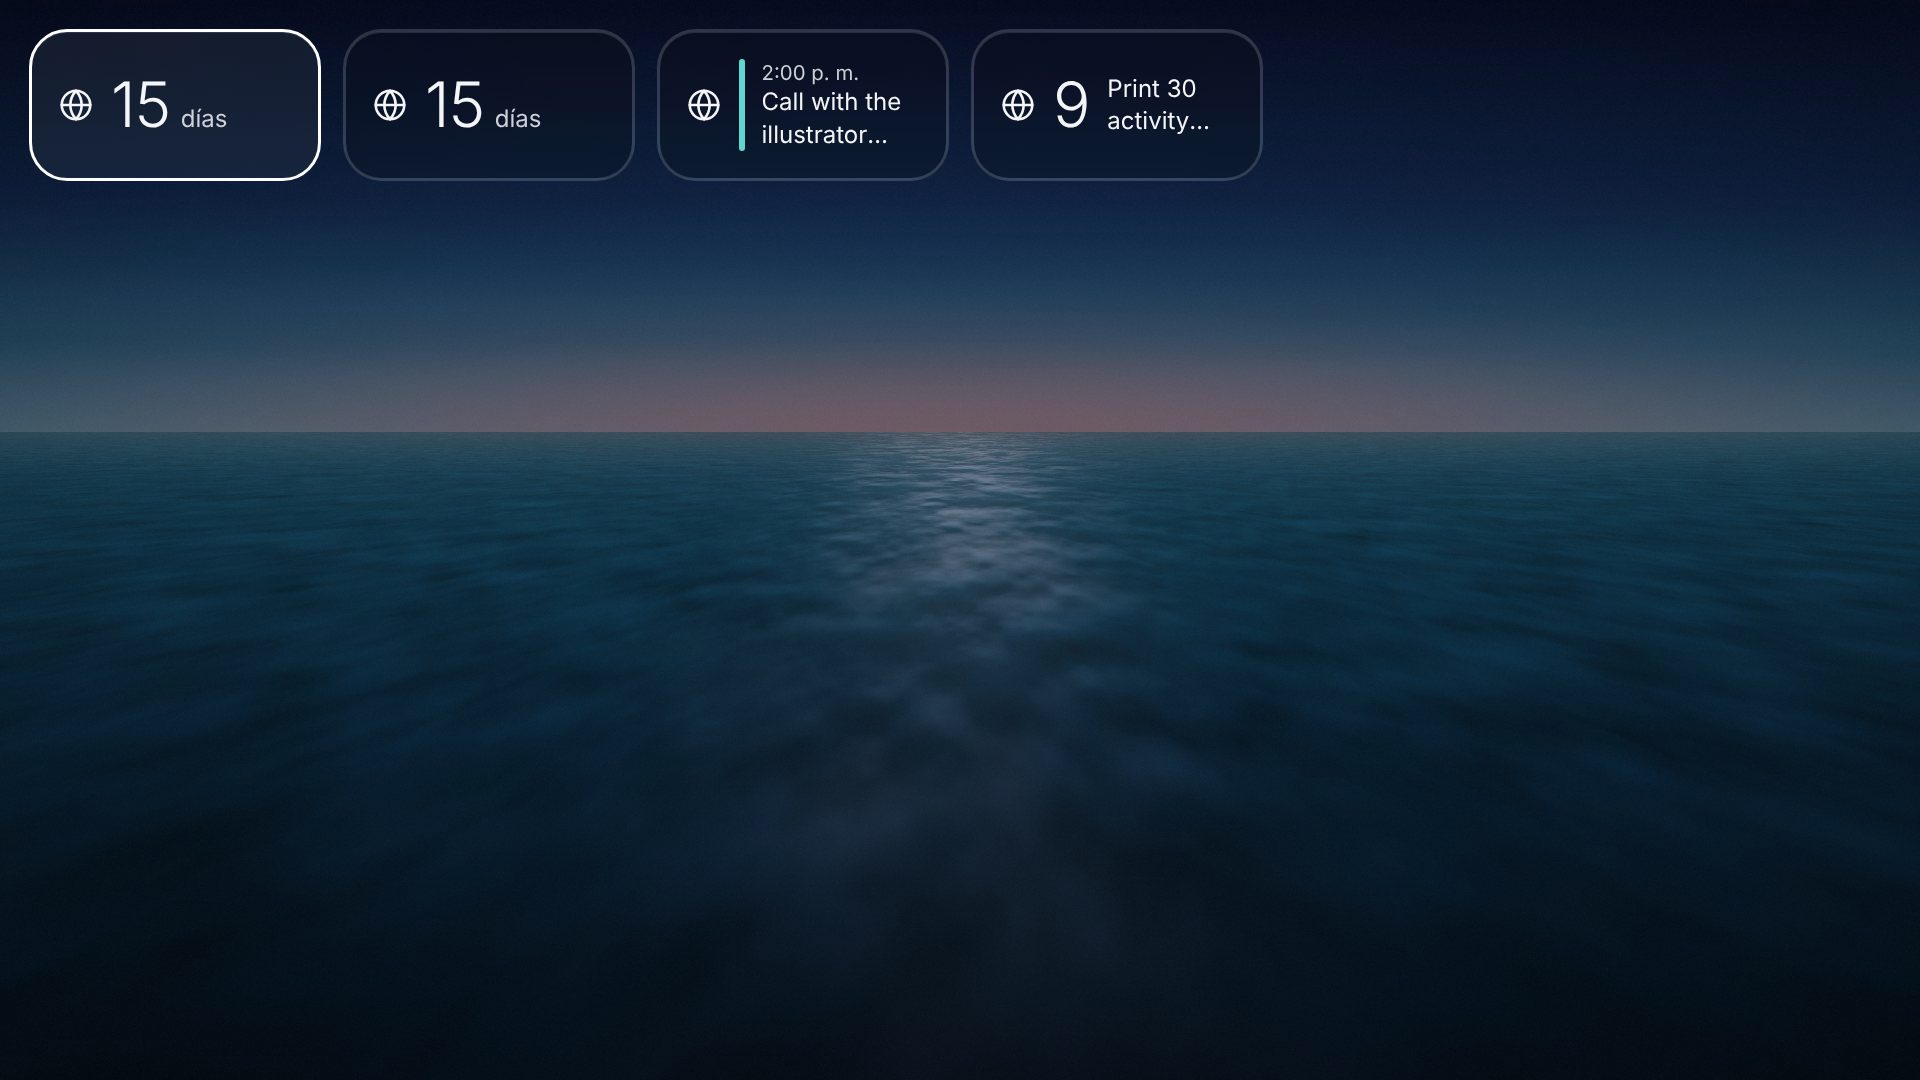 15 días
15 días
2:00 p. m.
Call with the
illustrator...
9
Print 30
activity...